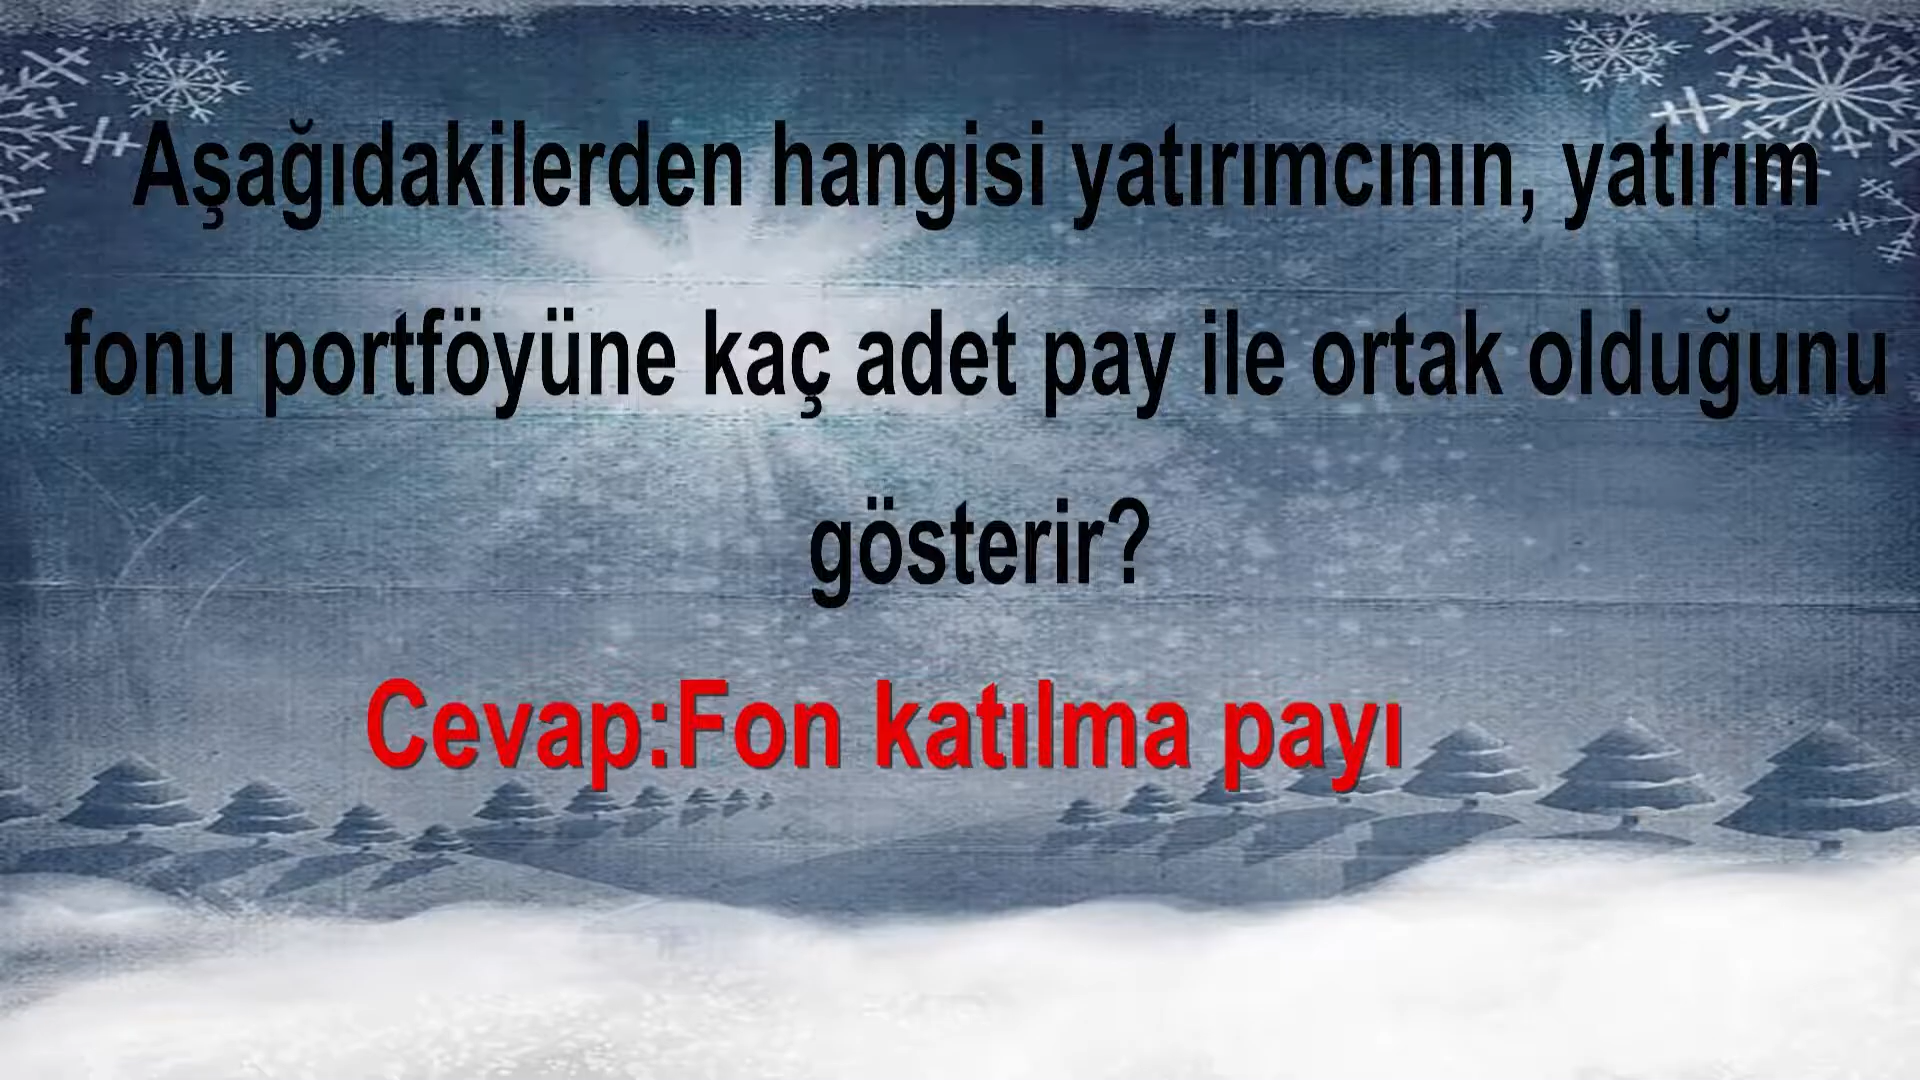 Aşağıdakilerden hangisi yatırımcının, yatırım
fonu portföyüne kaç adet pay ile ortak olduğunu
gösterir?
Cevap:Fon katılma payı